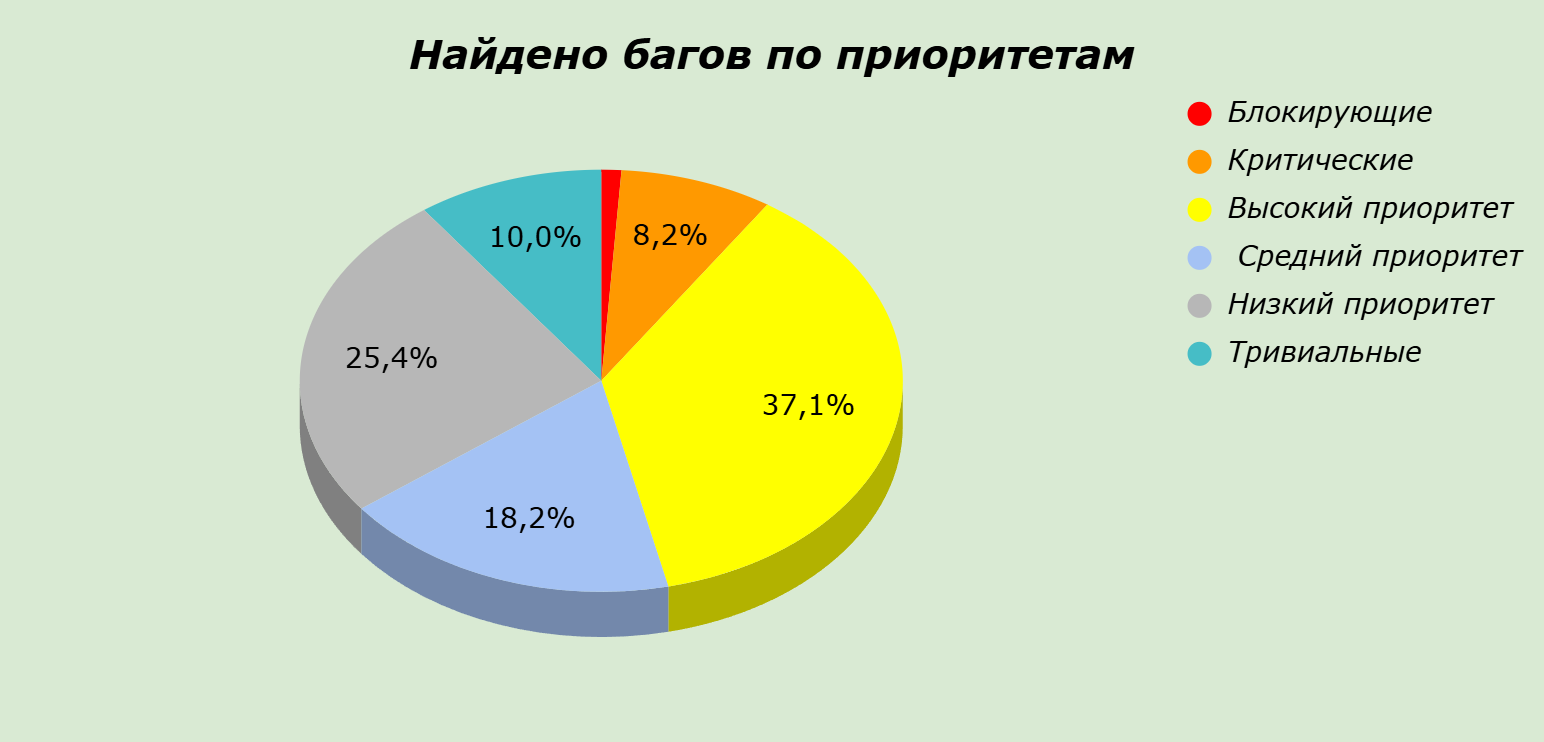 Найдено багов по приоритетам
Блокирующие
Критические
Высокий приоритет
Средний приоритет
Низкий приоритет
Тривиальные
10,0%
8,2%
25,4%
37,1%
18,2%